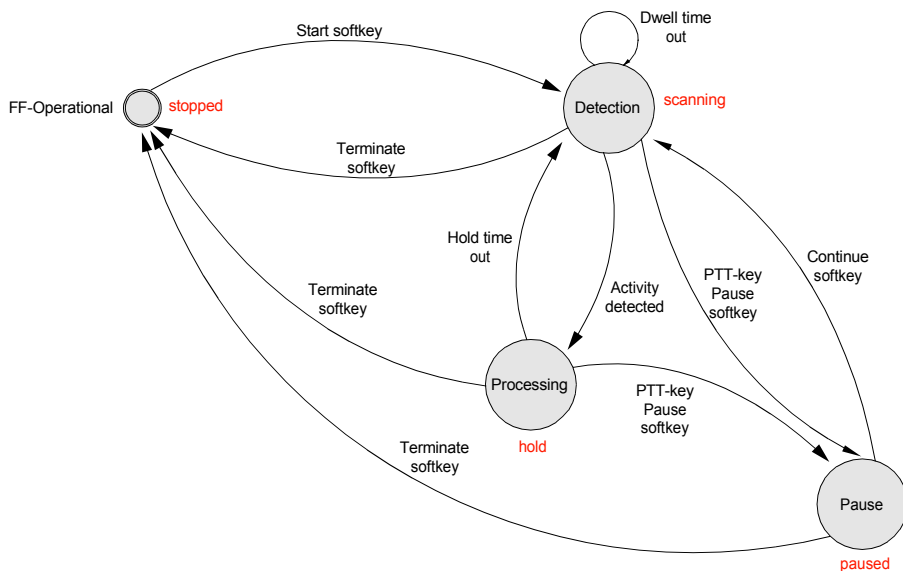 Dwell time
out
Start softkey
FF-Operational
stopped
Detection
scanning
Terminate
softkey
Hold time
out
Continue
softkey
PTT-key
Pause
softkey
Activity
detected
Terminate
softkey
Processing
PTT-key
Pause
softkey
hold
Terminate
softkey
Pause
paused